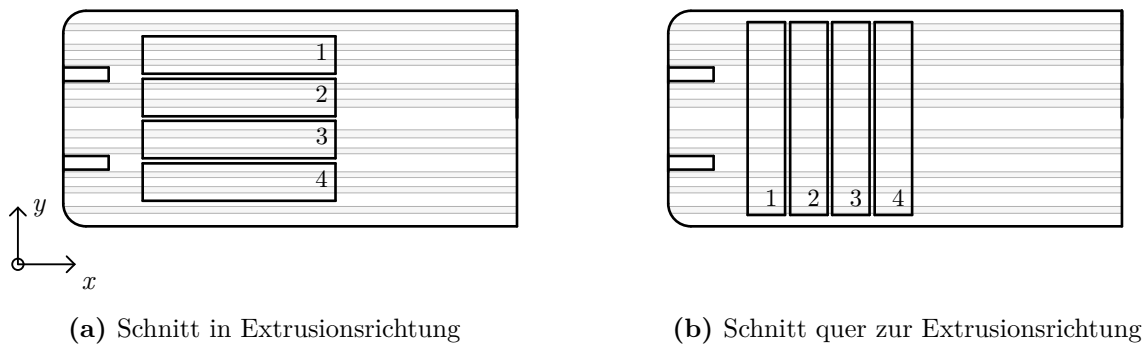 1
2
3
4
y
x
1 2 3 4
(a) Schnitt in Extrusionsrichtung
(b) Schnitt quer zur Extrusionsrichtung